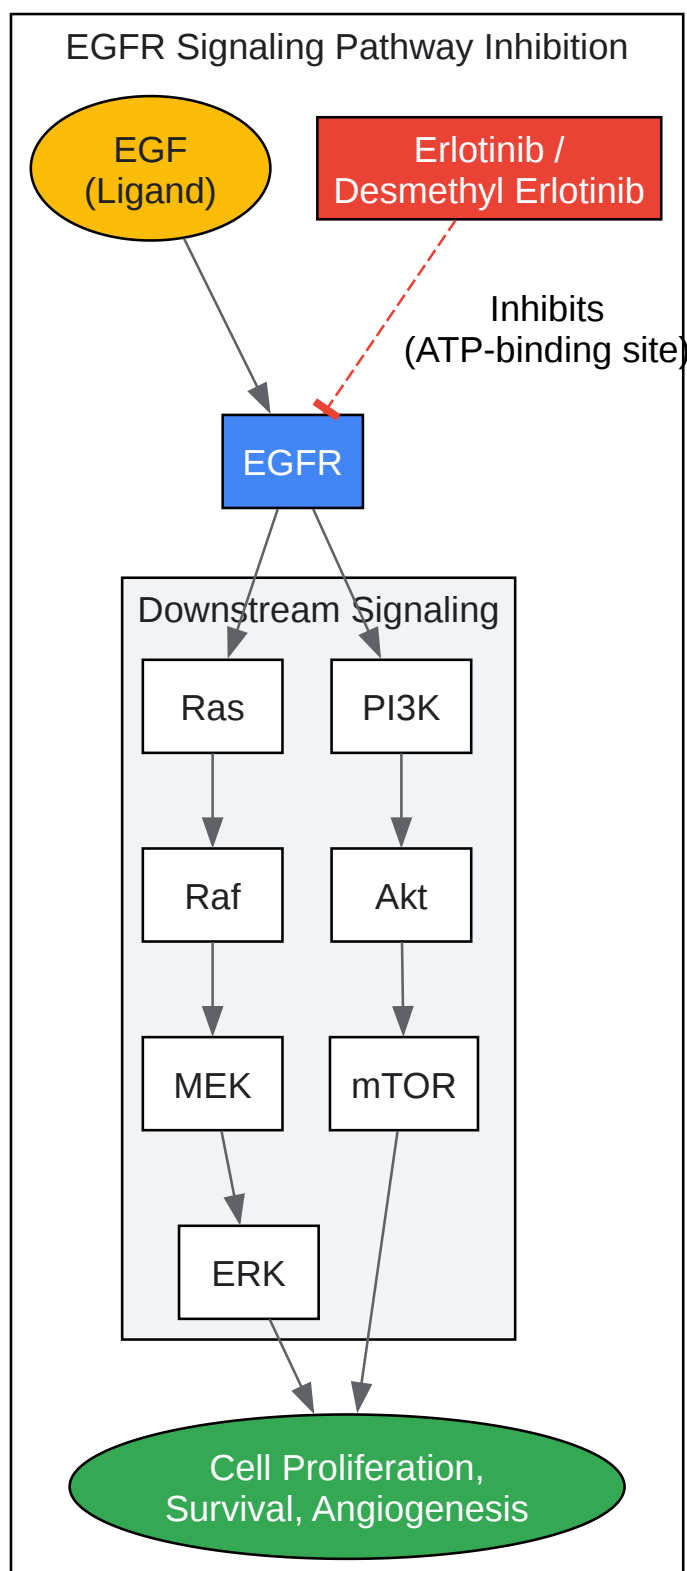 EGFR Signaling Pathway Inhibition
EGF
(Ligand)
Erlotinib /
Desmethyl Erlotinib
Inhibits
(ATP-binding site)
EGFR
Downstream Signaling
Ras
PI3K
Raf
Akt
MEK
mTOR
ERK
Cell Proliferation,
Survival, Angiogenesis